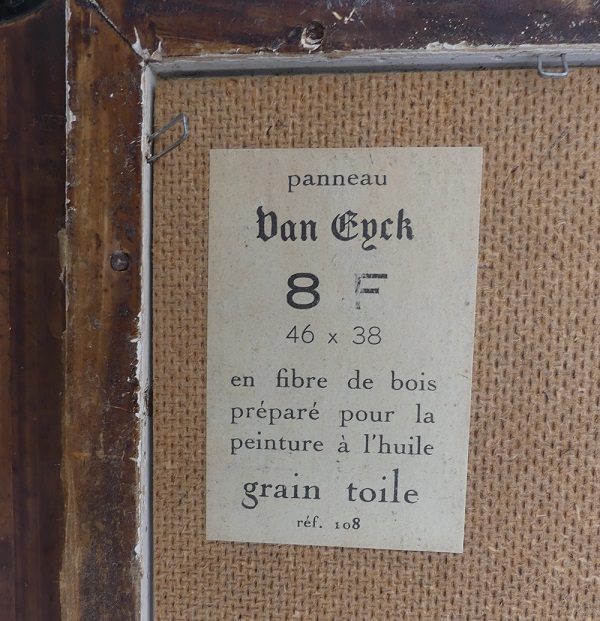 panneau
Van Eyck
8 F
46 x 38
en fibre de bois
préparé pour la
peinture à l'huile
grain toile
réf. 108